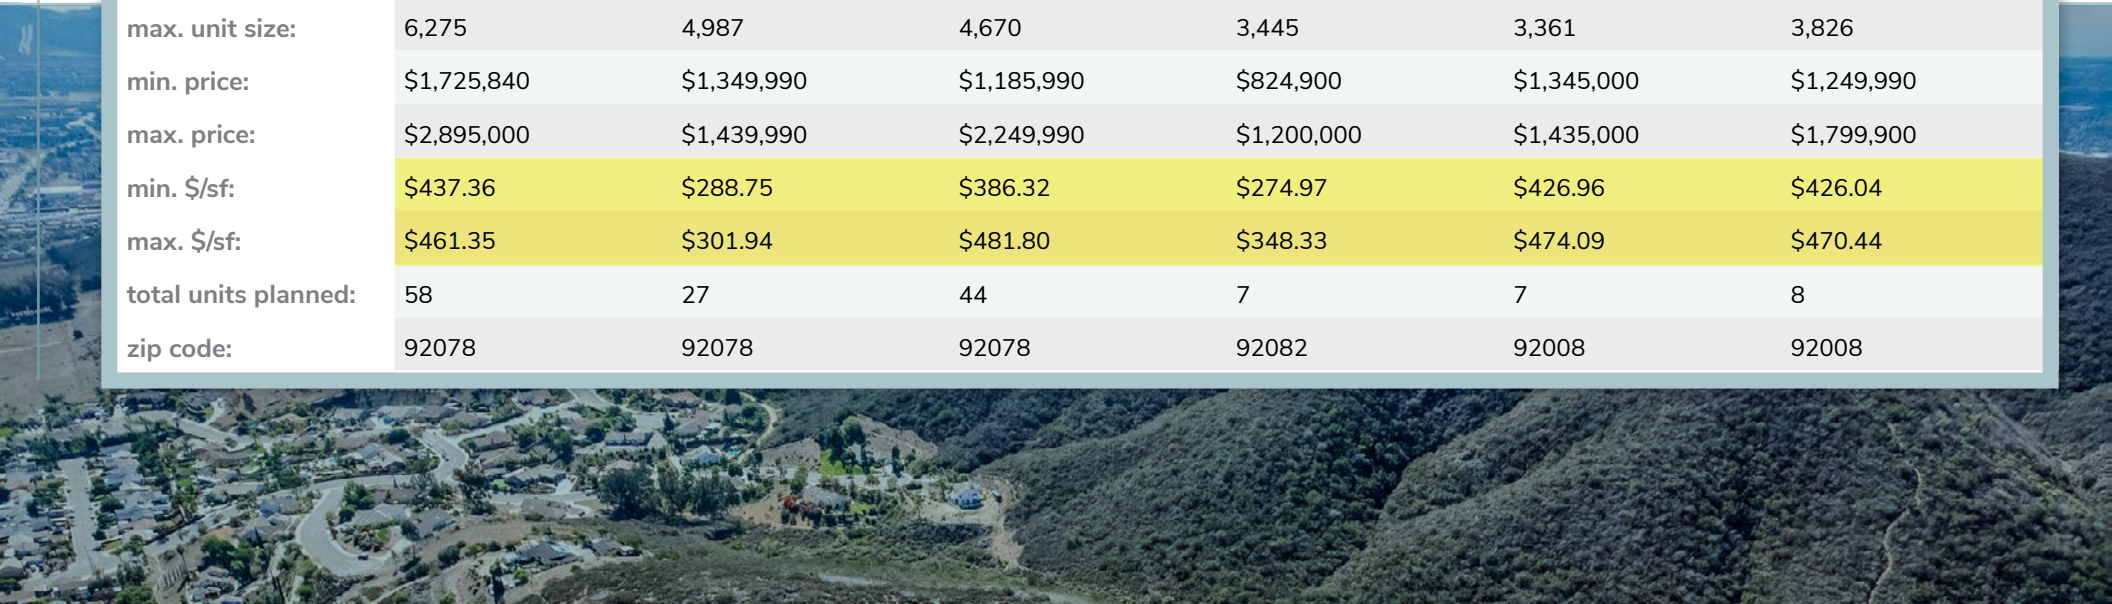 max. unit size: 6,275 4,987 4,670 3,445 3,361 3,826
min. price: $1,725,840 $1,349,990 $1,185,990 $824,900 $1,345,000 $1,249,990
max. price: $2,895,000 $1,439,990 $2,249,990 $1,200,000 $1,435,000 $1,799,900
min. $/sf: $437.36 $288.75 $386.32 $274.97 $426.96 $426.04
max. $/sf: $461.35 $301.94 $481.80 $348.33 $474.09 $470.44
total units planned: 58 27 44 7 7 8
zip code: 92078 92078 92078 92082 92008 92008